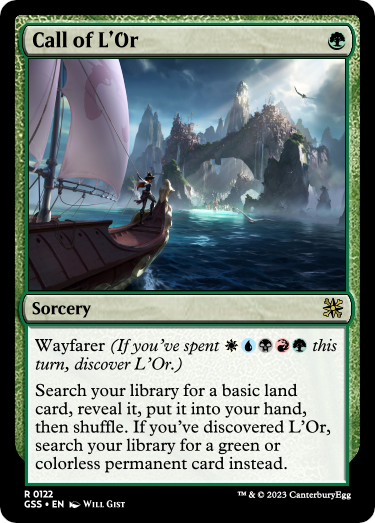 Call of L'Or
Sorcery
Wayfarer (If you've spent this
turn, discover L'Or.)
Search your library for a basic land
card, reveal it, put it into your hand,
then shuffle. If you've discovered L'Or,
search your library for a green or
colorless permanent card instead.
R 0122
GSS • EN Will Gist
™ & © 2023 CanterburyEgg